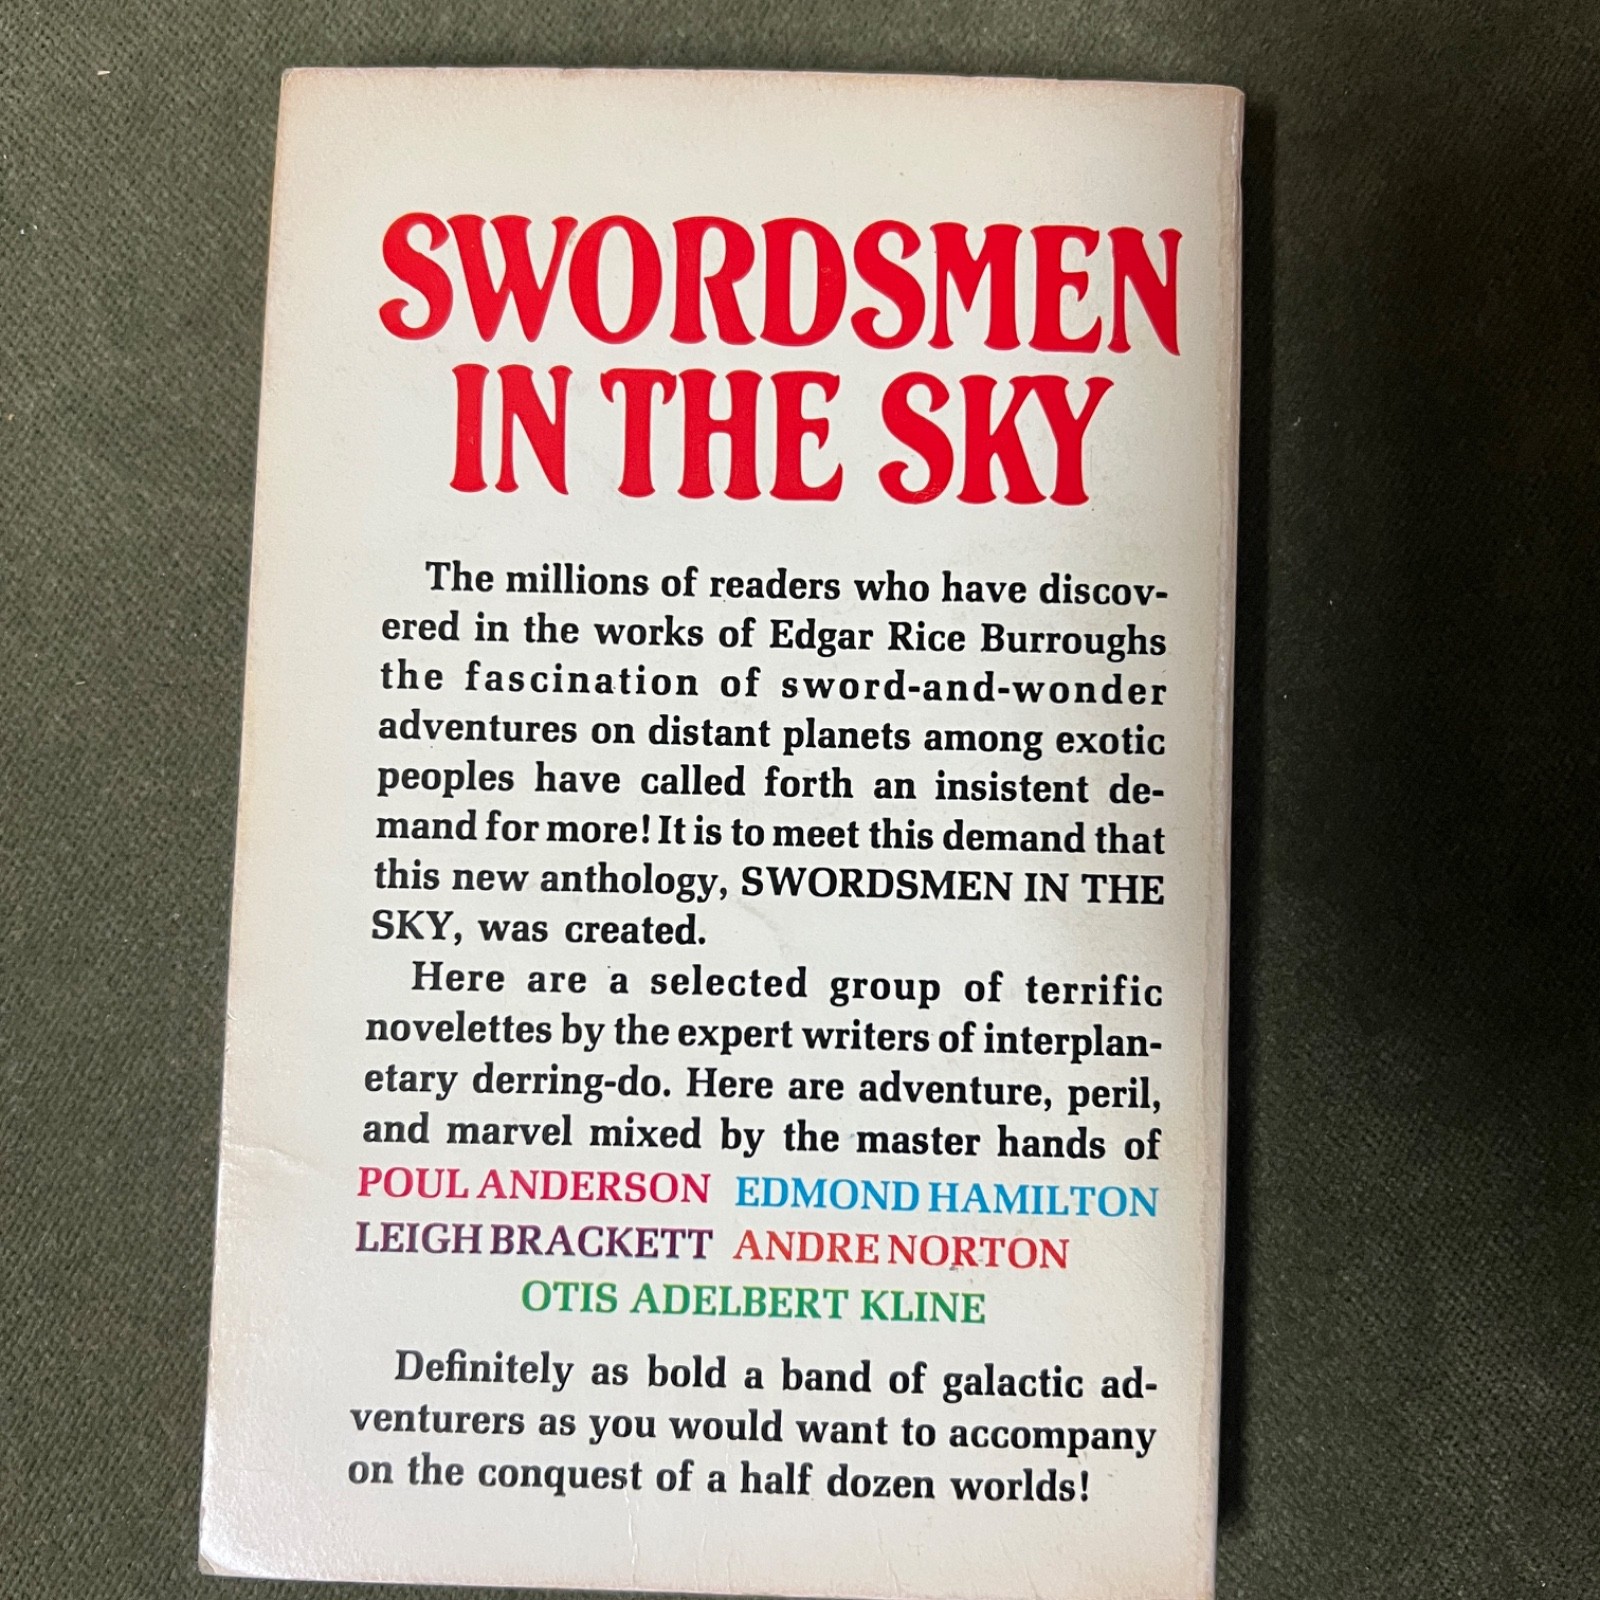 SWORDSMEN
IN THE SKY
The millions of readers who have discov-
ered in the works of Edgar Rice Burroughs
the fascination of sword-and-wonder
adventures on distant planets among exotic
peoples have called forth an insistent de-
mand for more! It is to meet this demand that
this new anthology, SWORDSMEN IN THE
SKY, was created.
Here are a selected group of terrific
novelettes by the expert writers of interplan-
etary derring-do. Here are adventure, peril,
and marvel mixed by the master hands of
POUL ANDERSON EDMOND HAMILTON
LEIGH BRACKETT ANDRE NORTON
OTIS ADELBERT KLINE
Definitely as bold a band of galactic ad-
venturers as you would want to accompany
on the conquest of a half dozen worlds!